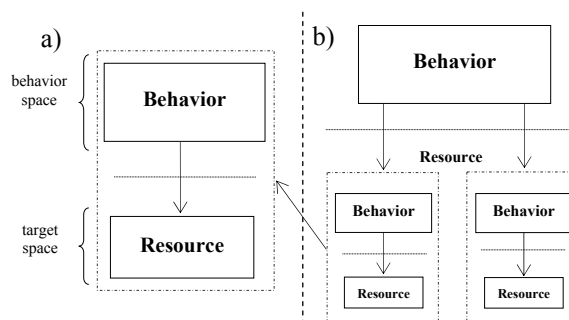 a)
behavior
space
Behavior
target
space
Resource
b)
Behavior
Resource
Behavior
Behavior
Resource
Resource